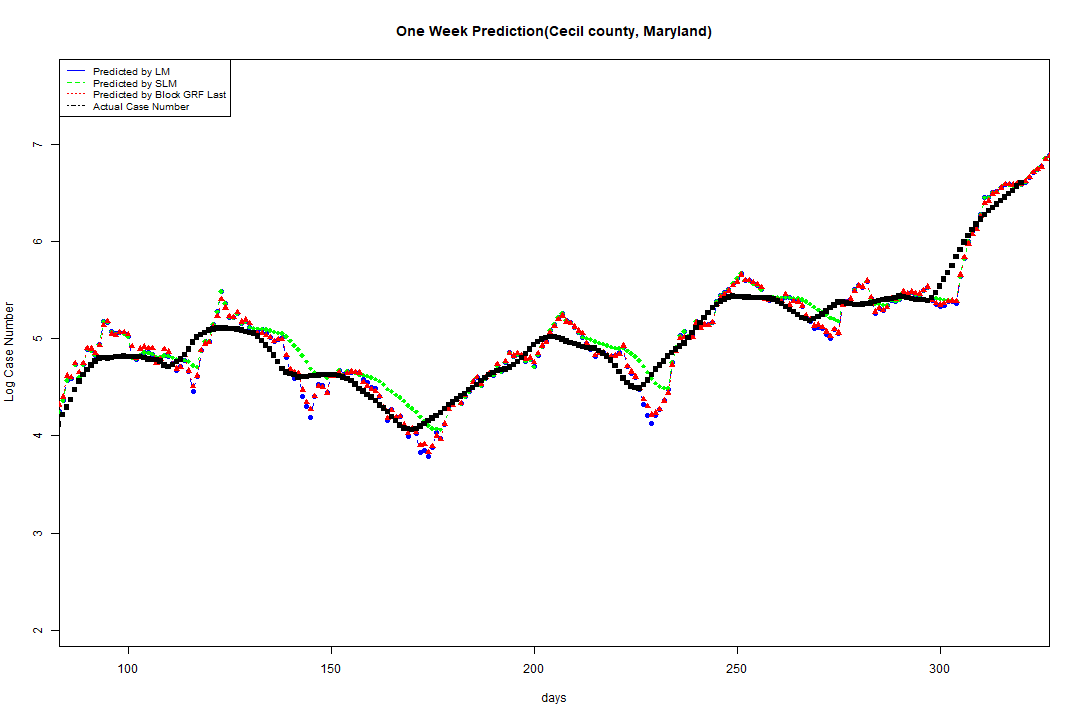 One Week Prediction(Cecil county, Maryland)
Predicted by LM
Predicted by SLM
Predicted by Block GRF Last
Actual Case Number
Log Case Number
7
6
5
4
3
2
100 150 200 250 300
days